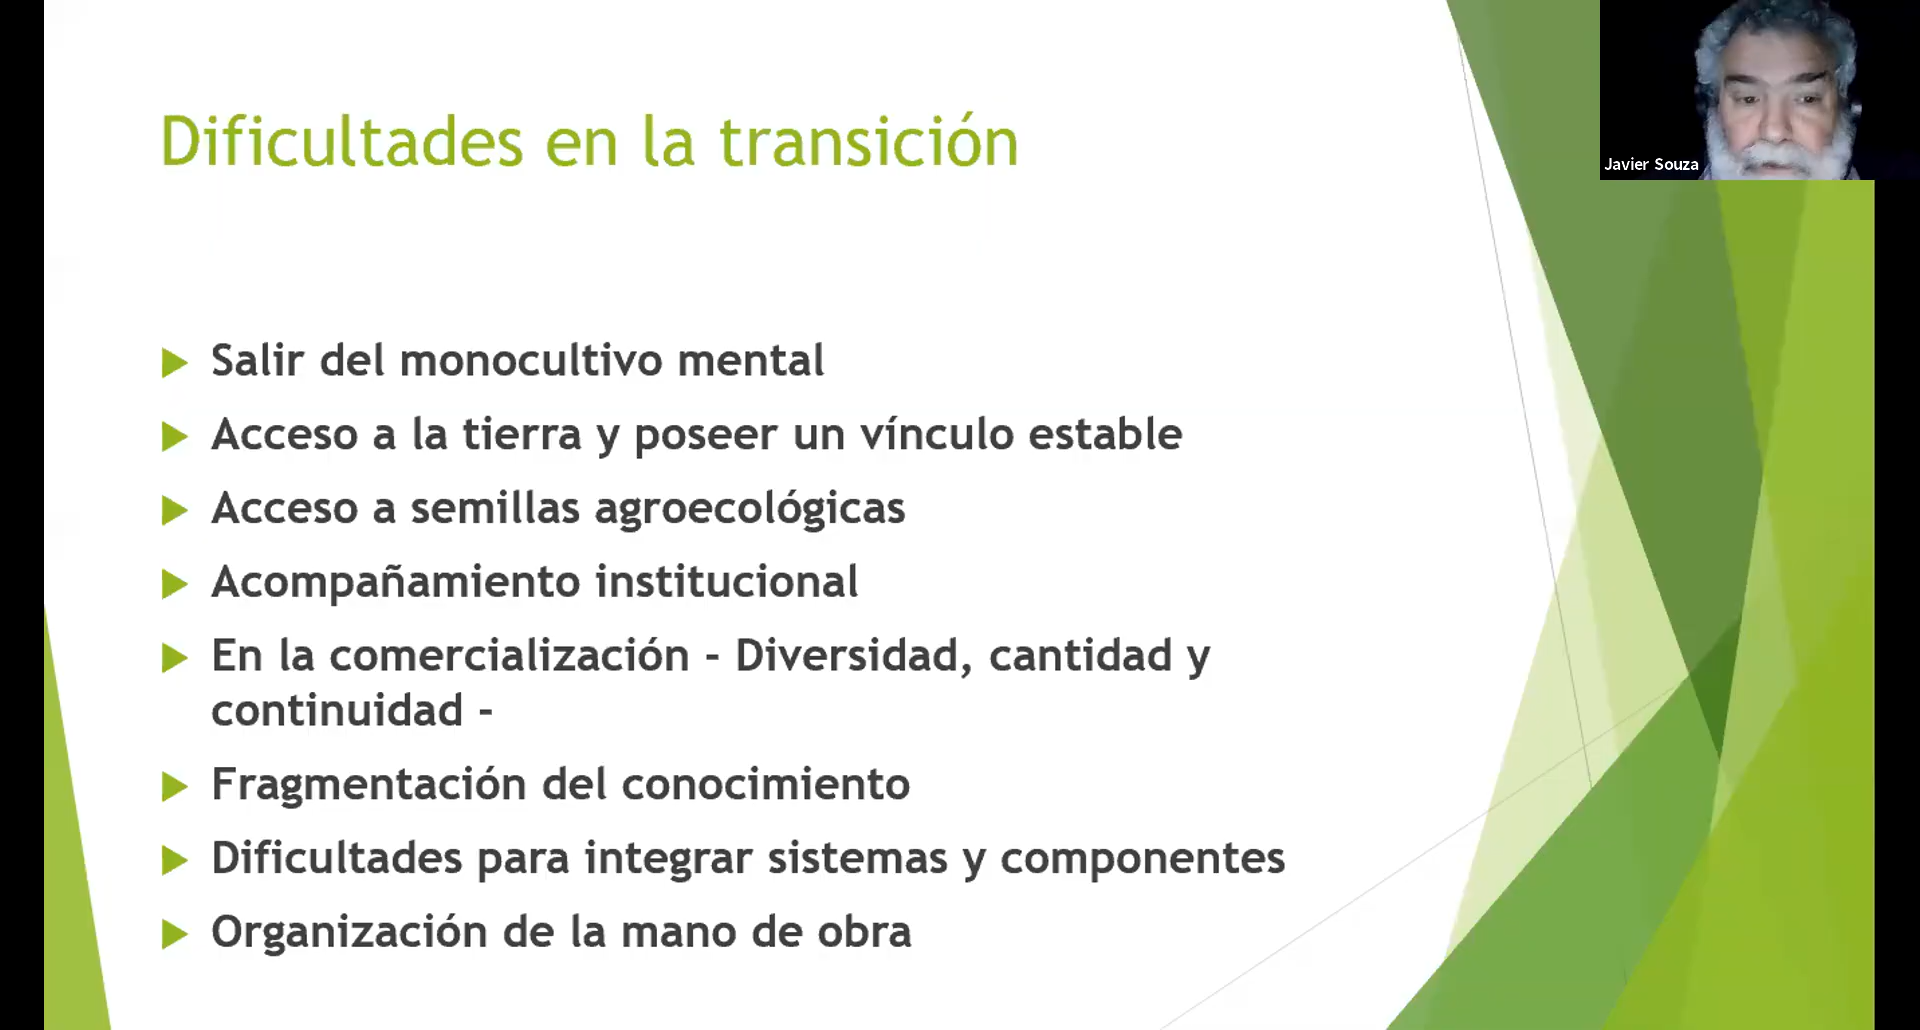 Dificultades en la transición
Javier Souza
Salir del monocultivo mental
Acceso a la tierra y poseer un vínculo estable
Acceso a semillas agroecológicas
Acompañamiento institucional
En la comercialización - Diversidad, cantidad y
continuidad -
Fragmentación del conocimiento
Dificultades para integrar sistemas y componentes
Organización de la mano de obra